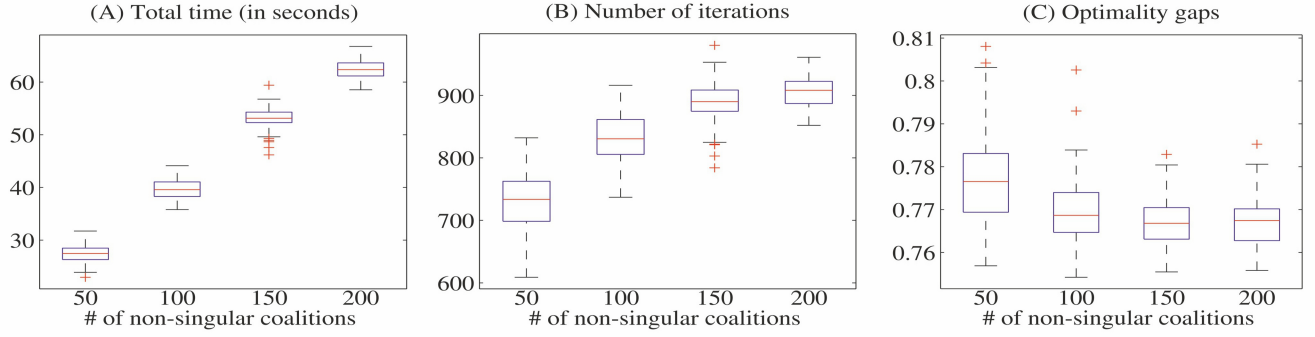 (A) Total time (in seconds)
60
50
40
30
50 100 150 200
# of non-singular coalitions
(B) Number of iterations
900
800
700
600
50 100 150 200
# of non-singular coalitions
(C) Optimality gaps
0.81
0.8
0.79
0.78
0.77
0.76
50 100 150 200
# of non-singular coalitions